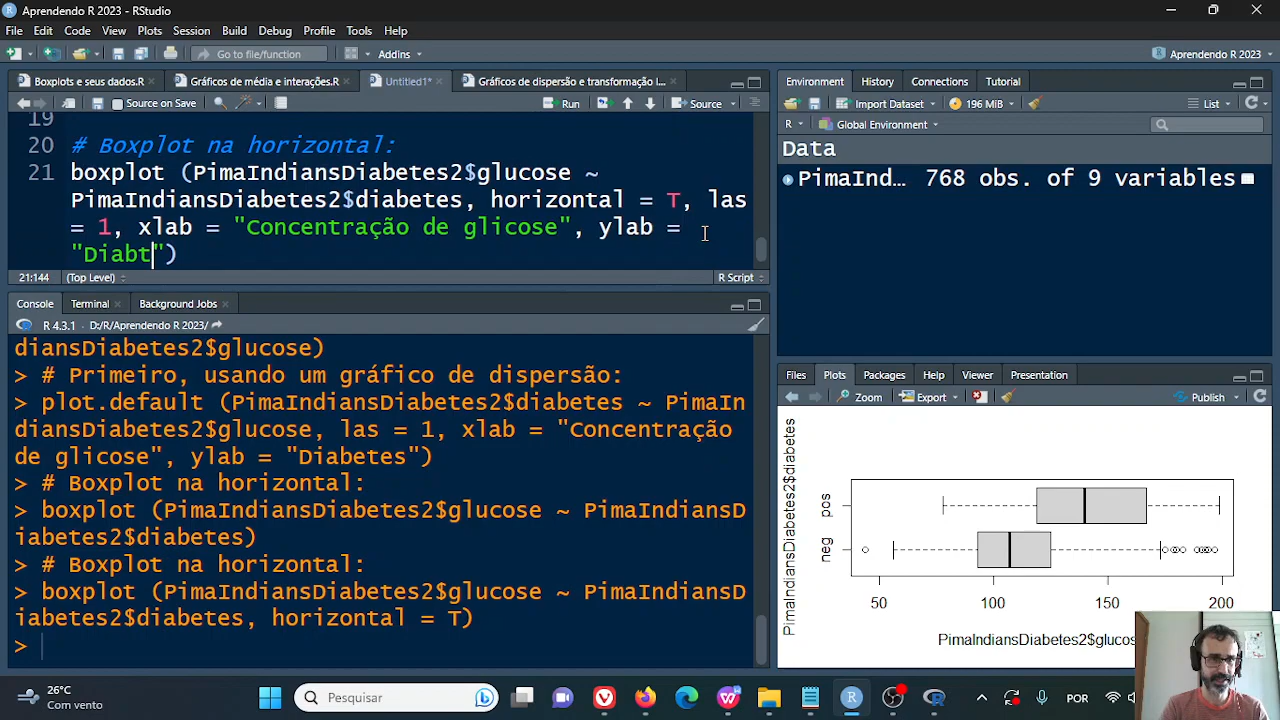 Aprendendo R 2023 - RStudio
File Edit Code View Plots Session Build Debug Profile Tools Help
Go to file/function Addins Aprendendo R 2023
Boxplots e seus dados.R Gráficos de média e interações.R Untitled1* Gráficos de dispersão e transformação l...
Source on Save Run Source
19
20 # Boxplot na horizontal:
21 boxplot (PimaIndiansDiabetes2$glucose ~
PimaIndiansDiabetes2$diabetes, horizontal = T, las
= 1, xlab = "Concentração de glicose", ylab =
"Diabt")
21:144 (Top Level) R Script
Console Terminal Background Jobs
R 4.3.1 · D:/R/Aprendendo R 2023/
diansDiabetes2$glucose)
> # Primeiro, usando um gráfico de dispersão:
> plot.default (PimaIndiansDiabetes2$diabetes ~ PimaIn
diansDiabetes2$glucose, las = 1, xlab = "Concentração
de glicose", ylab = "Diabetes")
> # Boxplot na horizontal:
> boxplot (PimaIndiansDiabetes2$glucose ~ PimaIndiansD
iabetes2$diabetes)
> # Boxplot na horizontal:
> boxplot (PimaIndiansDiabetes2$glucose ~ PimaIndiansD
iabetes2$diabetes, horizontal = T)
>
Environment History Connections Tutorial
Import Dataset 196 MiB List
R Global Environment
Data
PimaInd... 768 obs. of 9 variables
Files Plots Packages Help Viewer Presentation
Zoom Export Publish
PimaIndiansDiabetes2$diabetes
pos
neg
50 100 150 200
PimaIndiansDiabetes2$glucos
26°C
Com vento
Pesquisar
POR